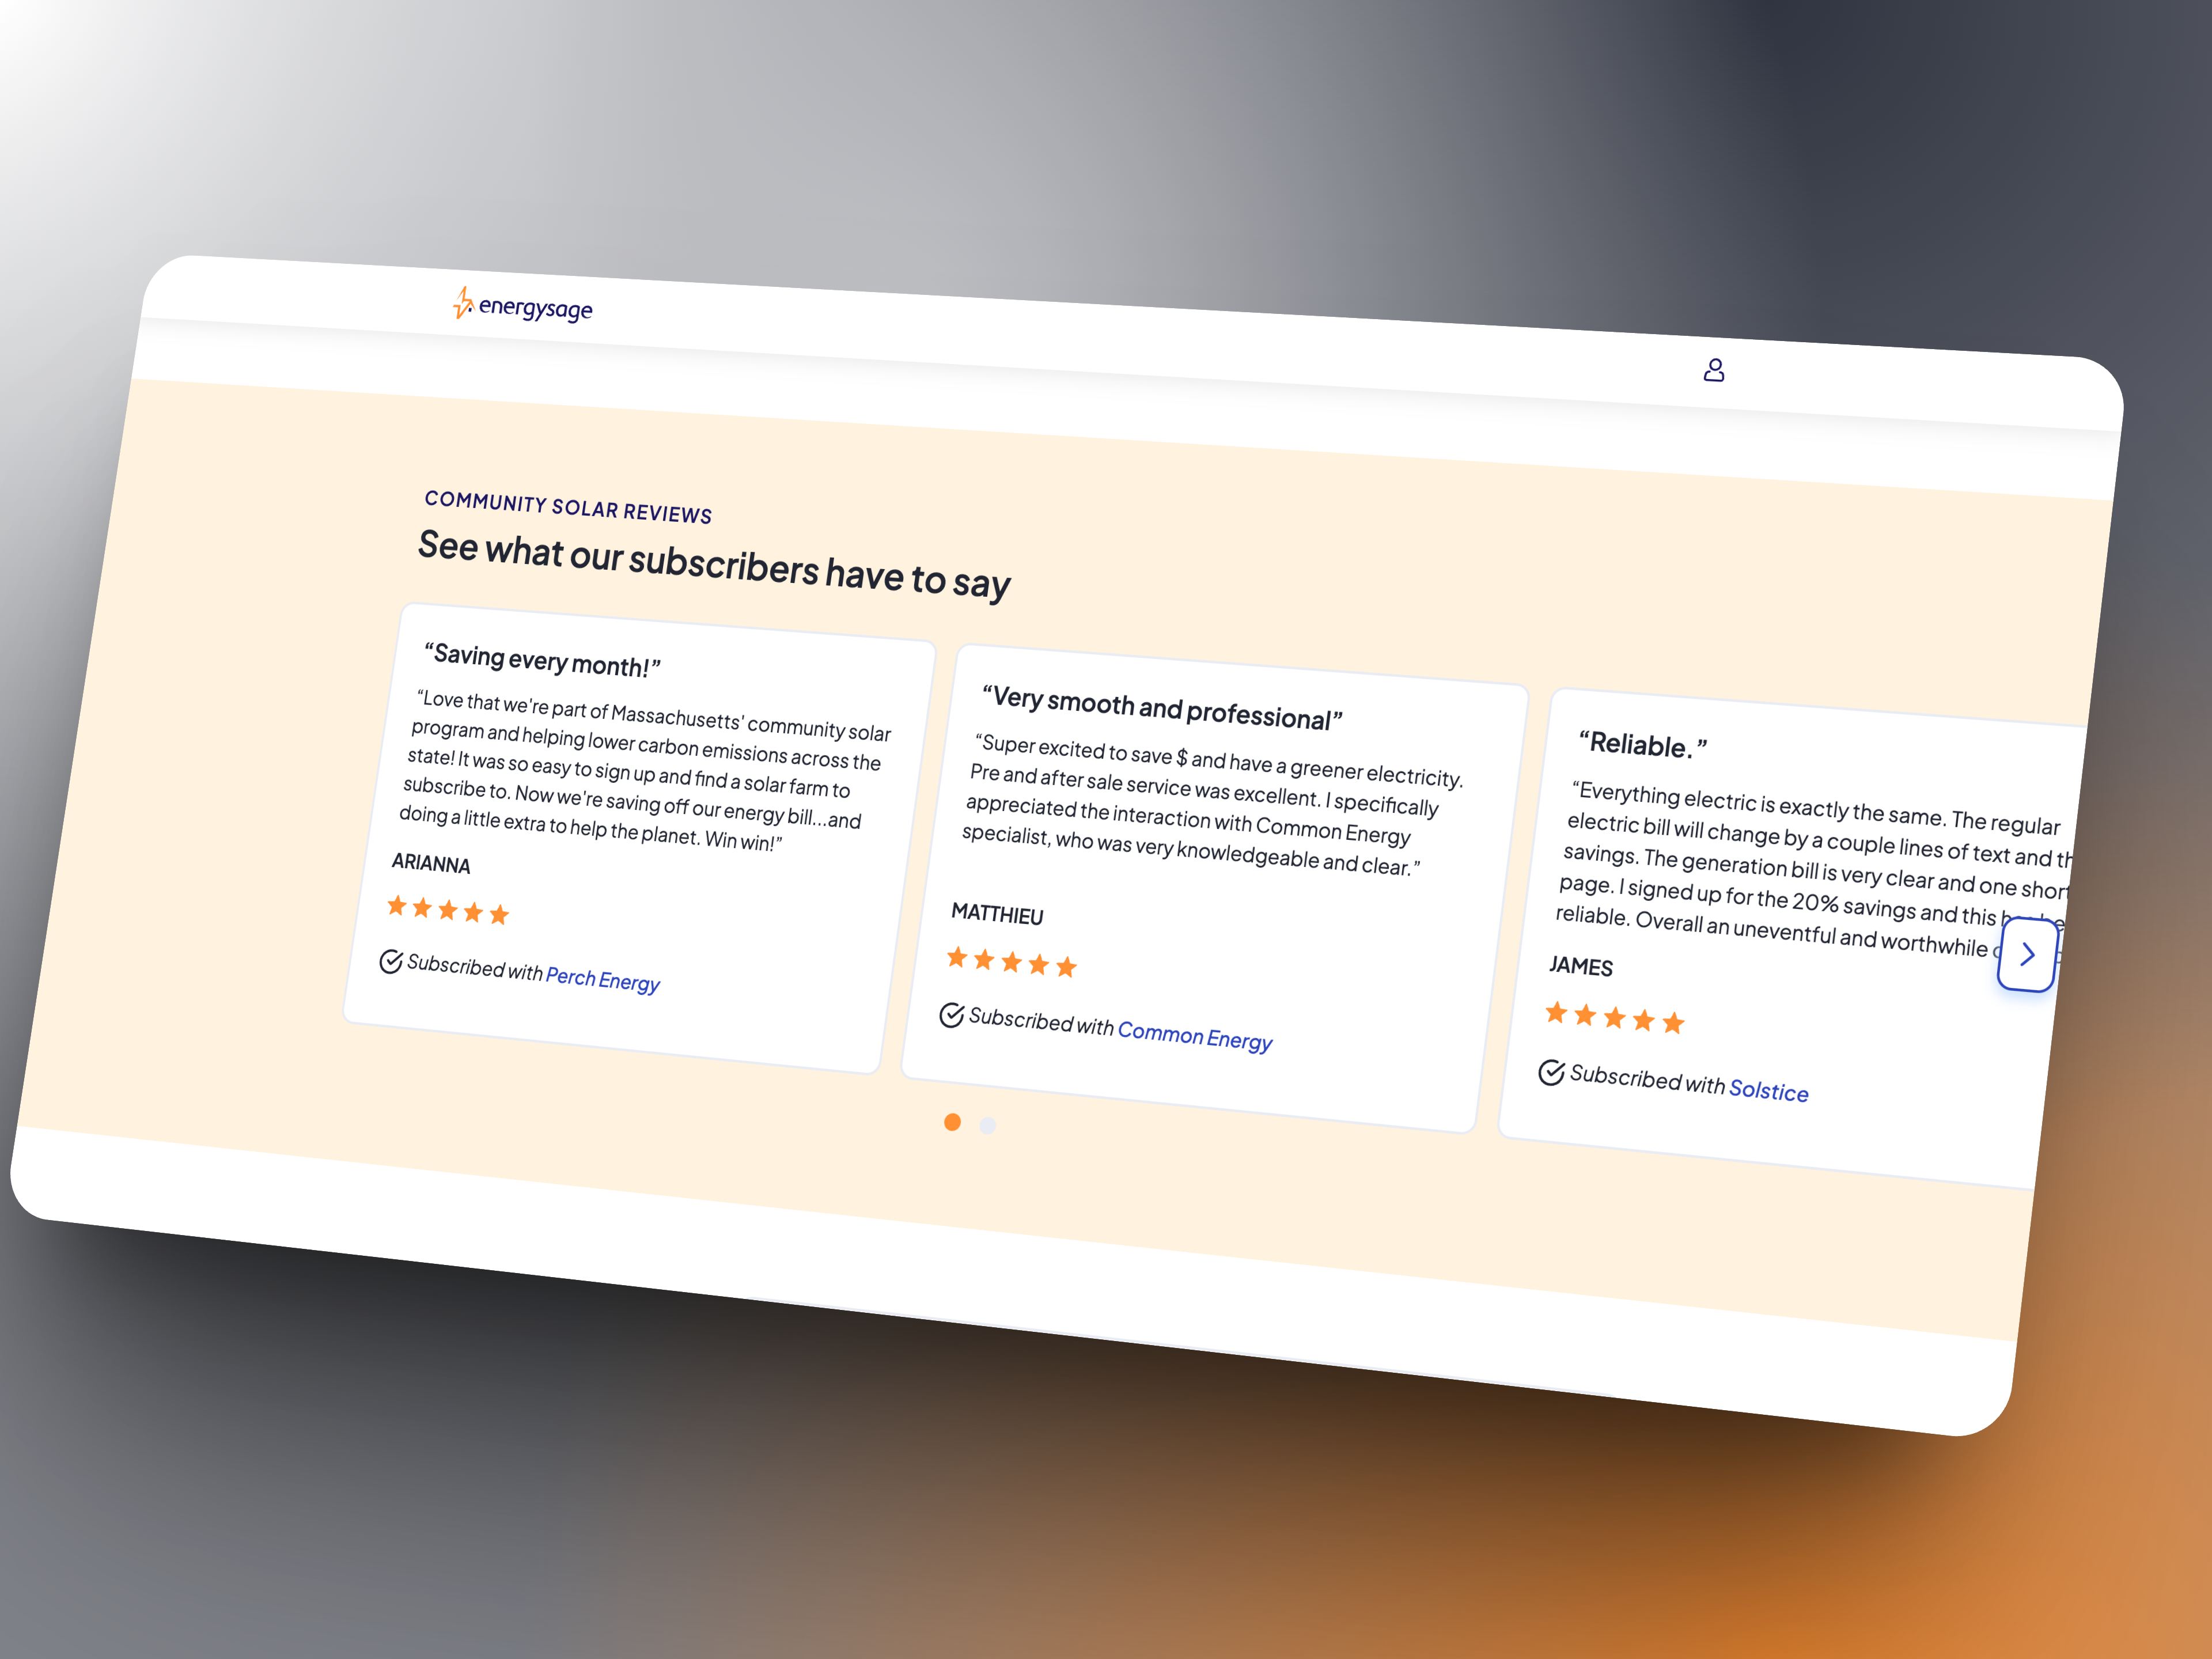 energysage
COMMUNITY SOLAR REVIEWS
See what our subscribers have to say
“Saving every month!”
“Love that we're part of Massachusetts' community solar
program and helping lower carbon emissions across the
state! It was so easy to sign up and find a solar farm to
subscribe to. Now we're saving off our energy bill...and
doing a little extra to help the planet. Win win!”
ARIANNA
Subscribed with Perch Energy
“Very smooth and professional”
“Super excited to save $ and have a greener electricity.
Pre and after sale service was excellent. I specifically
appreciated the interaction with Common Energy
specialist, who was very knowledgeable and clear.”
MATTHIEU
Subscribed with Common Energy
“Reliable.”
“Everything electric is exactly the same. The regular
electric bill will change by a couple lines of text and
savings. The generation bill is very clear and one short
page. I signed up for the 20% savings and this
reliable. Overall an uneventful and worthwhile
JAMES
Subscribed with Solstice